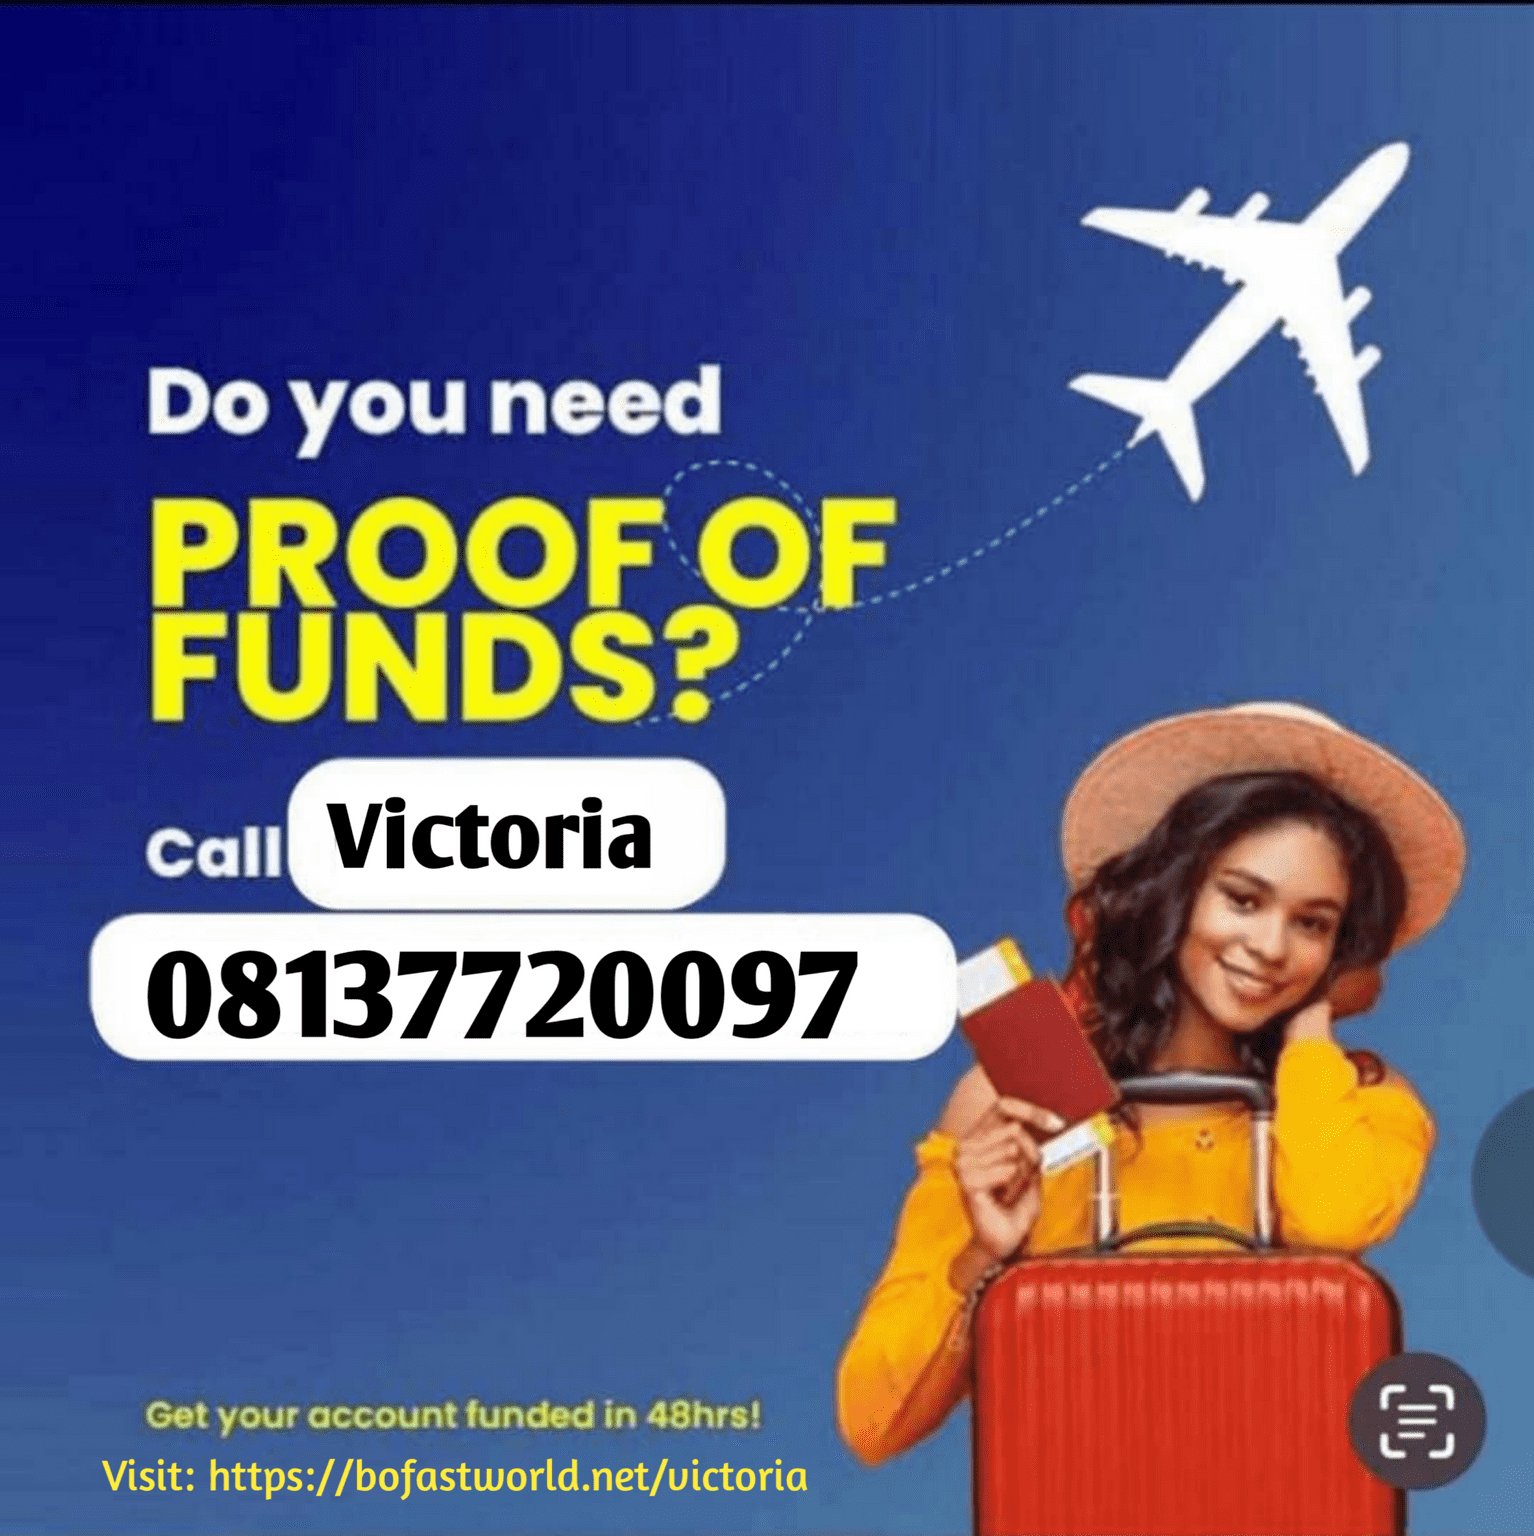 Do you need
PROOF OF
FUNDS?
Call Victoria
08137720097
Get your account funded in 48hrs!
Visit: https://bofastworld.net/victoria